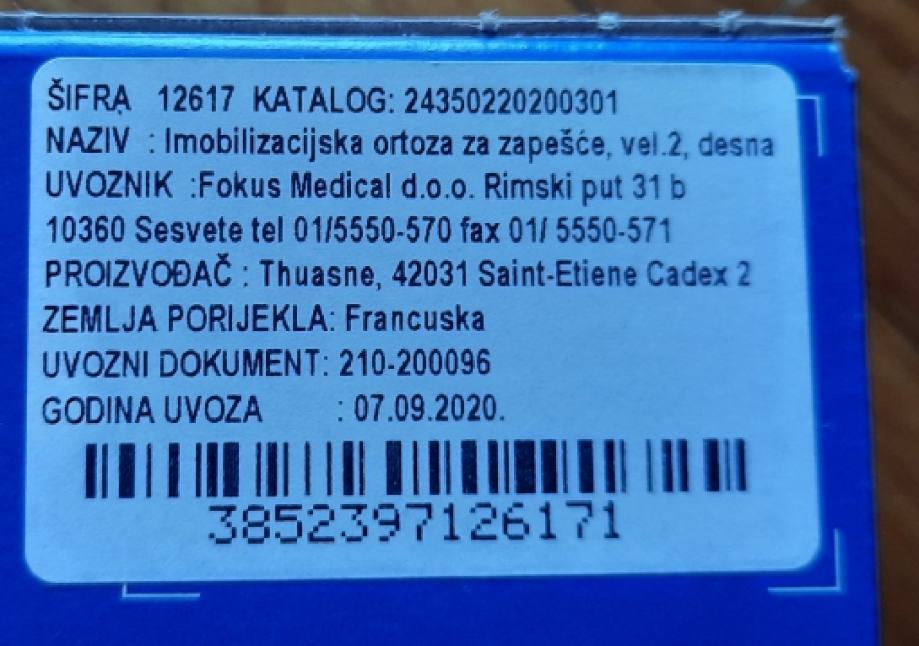 ŠIFRA 12617 KATALOG: 24350220200301
NAZIV : Imobilizacijska ortoza za zapešće, vel.2, desna
UVOZNIK :Fokus Medical d.o.o. Rimski put 31 b
10360 Sesvete tel 01/5550-570 fax 01/ 5550-571
PROIZVOĐAČ : Thuasne, 42031 Saint-Etiene Cadex 2
ZEMLJA PORIJEKLA: Francuska
UVOZNI DOKUMENT: 210-200096
GODINA UVOZA : 07.09.2020.
3852397126171